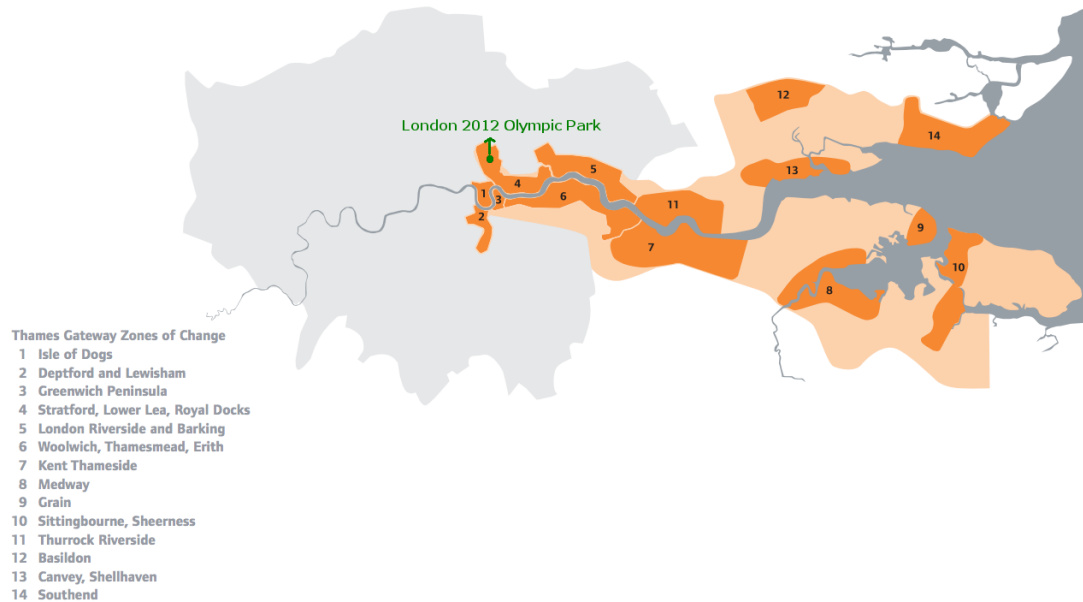 London 2012 Olympic Park
12
14
5
13
4
1
3
6
11
2
9
7
10
8
Thames Gateway Zones of Change
1 Isle of Dogs
2 Deptford and Lewisham
3 Greenwich Peninsula
4 Stratford, Lower Lea, Royal Docks
5 London Riverside and Barking
6 Woolwich, Thamesmead, Erith
7 Kent Thameside
8 Medway
9 Grain
10 Sittingbourne, Sheerness
11 Thurrock Riverside
12 Basildon
13 Canvey, Shellhaven
14 Southend